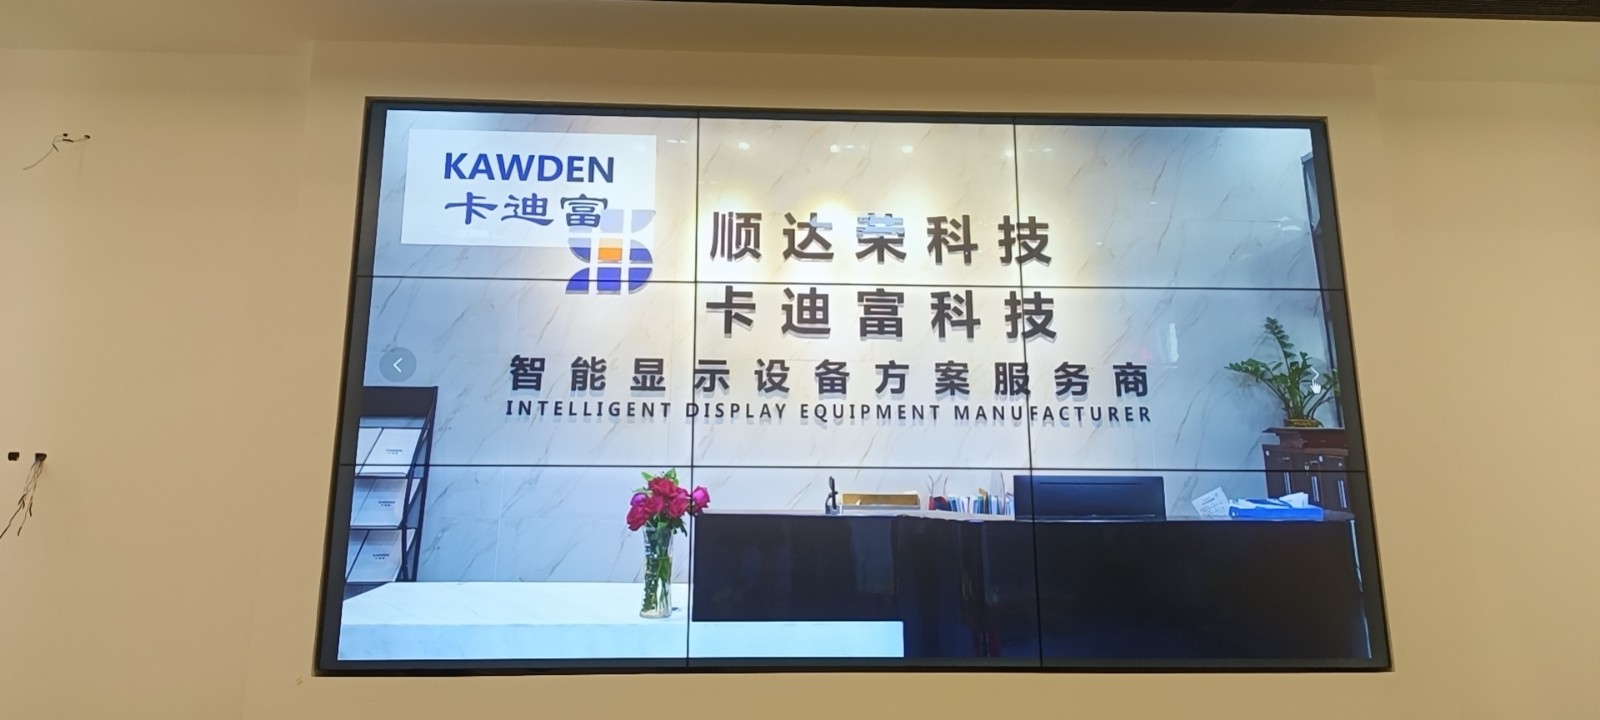 KAWDEN
卡迪富
顺达荣科技
卡迪富科技
智能显示设备方案服务商
INTELLIGENT DISPLAY EQUIPMENT MANUFACTURER